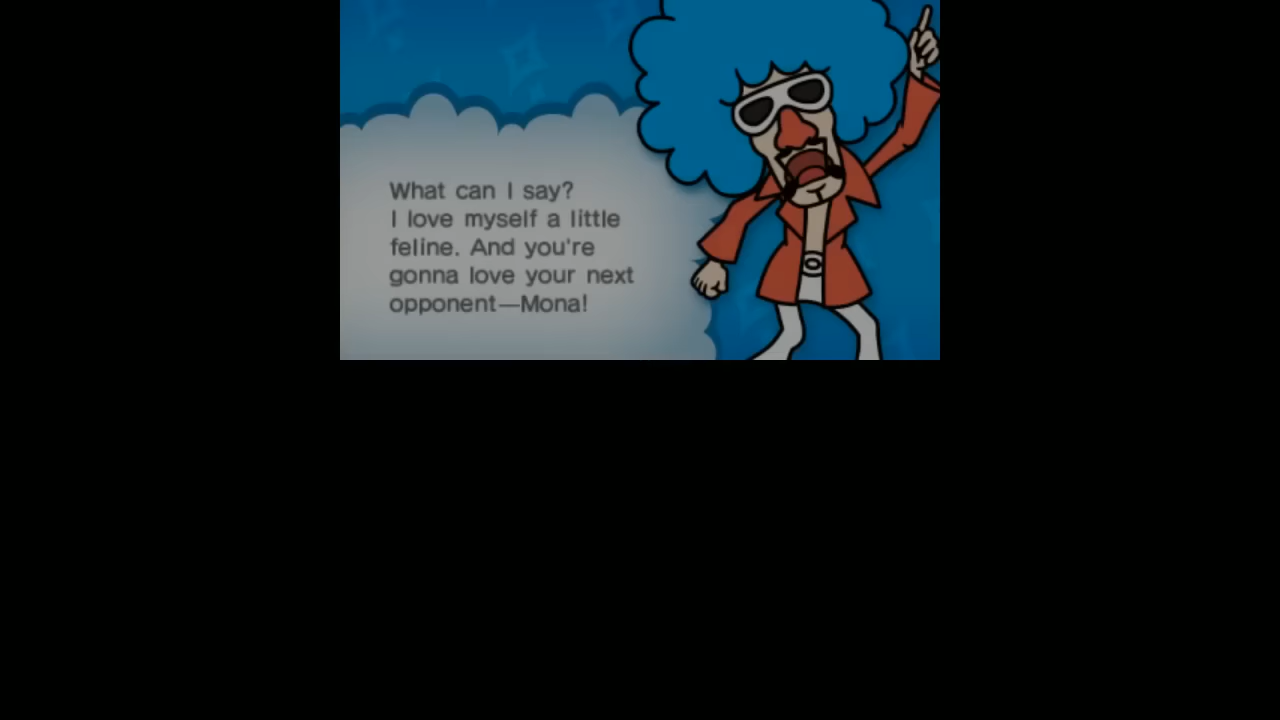 What can I say?
I love myself a little
feline. And you're
gonna love your next
opponent—Mona!